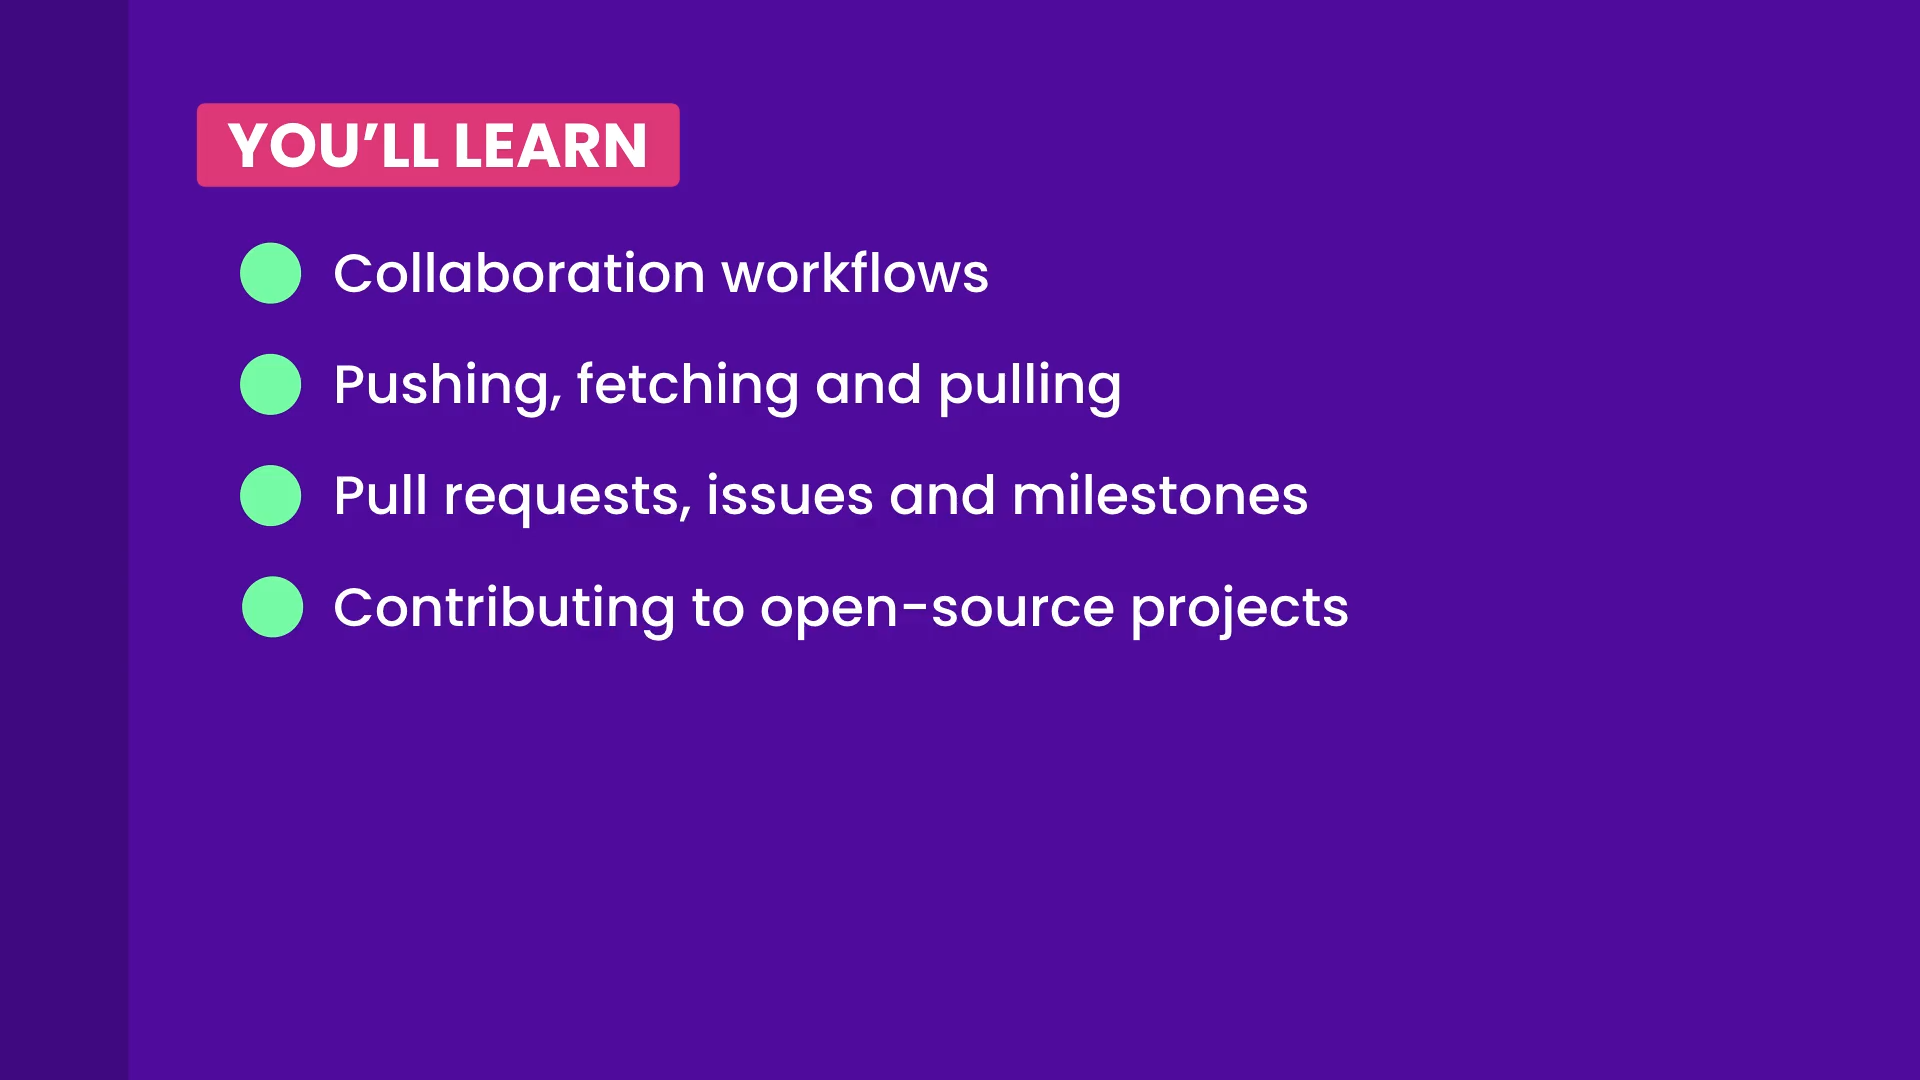 YOU’LL LEARN
Collaboration workflows
Pushing, fetching and pulling
Pull requests, issues and milestones
Contributing to open-source projects